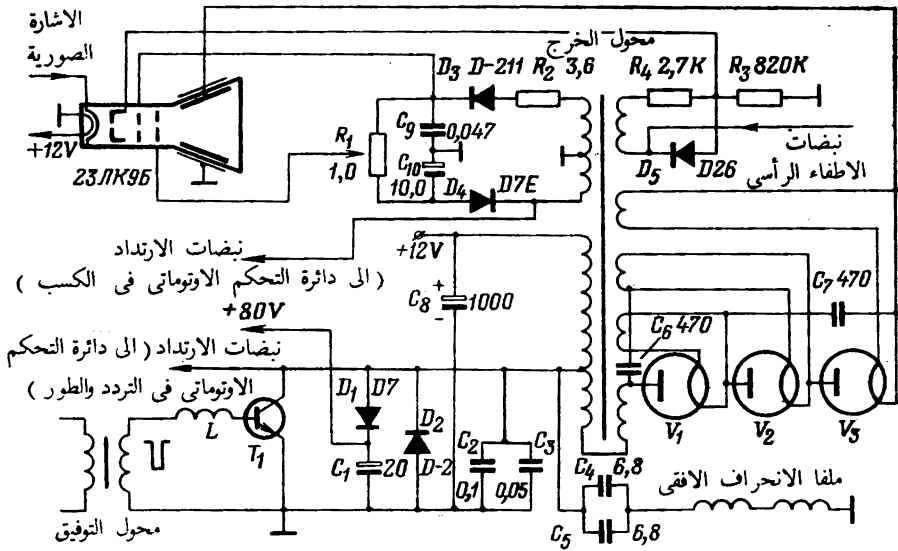 الاشارة
الصورية
+12V
23ЛК9Б
محول الخرج
D3 D-211 R2 3,6
R4 2,7K R3 820K
C9
0,047
R1
1,0
C10
10,0
D4 D7E
D5 D26
نبضات
الاطفاء الرأسي
نبضات الارتداد
( الى دائرة التحكم الاوتوماتى فى الكسب )
+12V
+
C8 1000
-
+80V
C7 470
C6 470
نبضات الارتداد ( الى دائرة التحكم
الاوتوماتى فى التردد والطور )
L
T1
D1 D7
C1 20
D2
D-2
C2
0,1
C3
0,05
V1
V2
V3
C4 6,8
C5 6,8
ملفا الانحراف الافقى
محول التوفيق